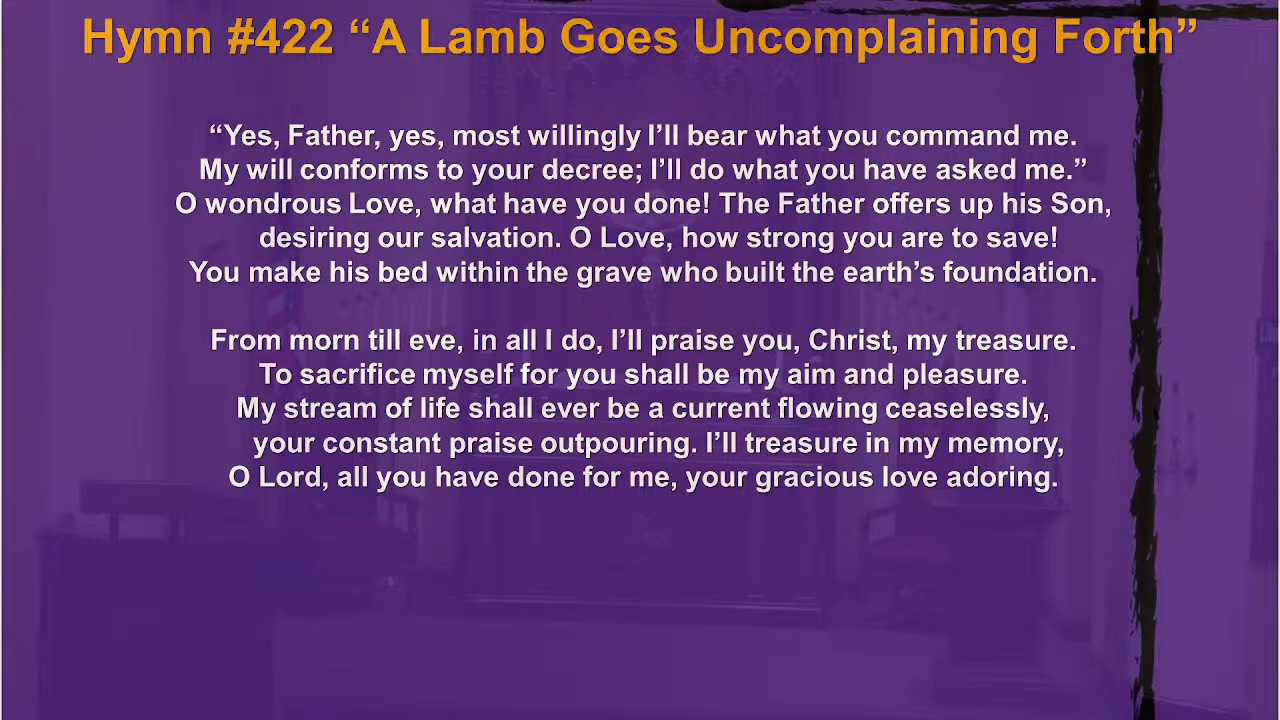 Hymn #422 “A Lamb Goes Uncomplaining Forth”
“Yes, Father, yes, most willingly I’ll bear what you command me.
My will conforms to your decree; I’ll do what you have asked me.”
O wondrous Love, what have you done! The Father offers up his Son,
desiring our salvation. O Love, how strong you are to save!
You make his bed within the grave who built the earth’s foundation.
From morn till eve, in all I do, I’ll praise you, Christ, my treasure.
To sacrifice myself for you shall be my aim and pleasure.
My stream of life shall ever be a current flowing ceaselessly,
your constant praise outpouring. I’ll treasure in my memory,
O Lord, all you have done for me, your gracious love adoring.